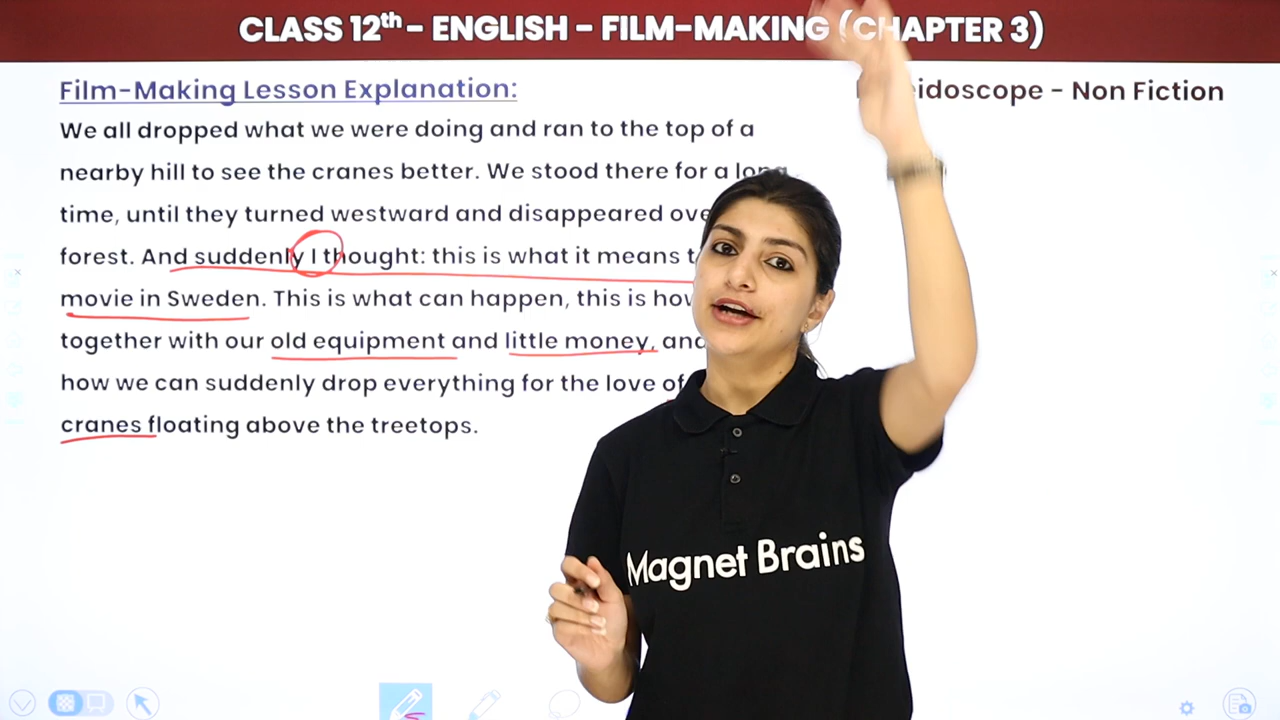 CLASS 12th - ENGLISH - FILM-MAKING (CHAPTER 3)
Film-Making Lesson Explanation:
eidoscope - Non Fiction
We all dropped what we were doing and ran to the top of a
nearby hill to see the cranes better. We stood there for a long
time, until they turned westward and disappeared ove
forest. And suddenly I thought: this is what it means t
movie in Sweden. This is what can happen, this is how
together with our old equipment and little money, and
how we can suddenly drop everything for the love of
cranes floating above the treetops.
Magnet Brains